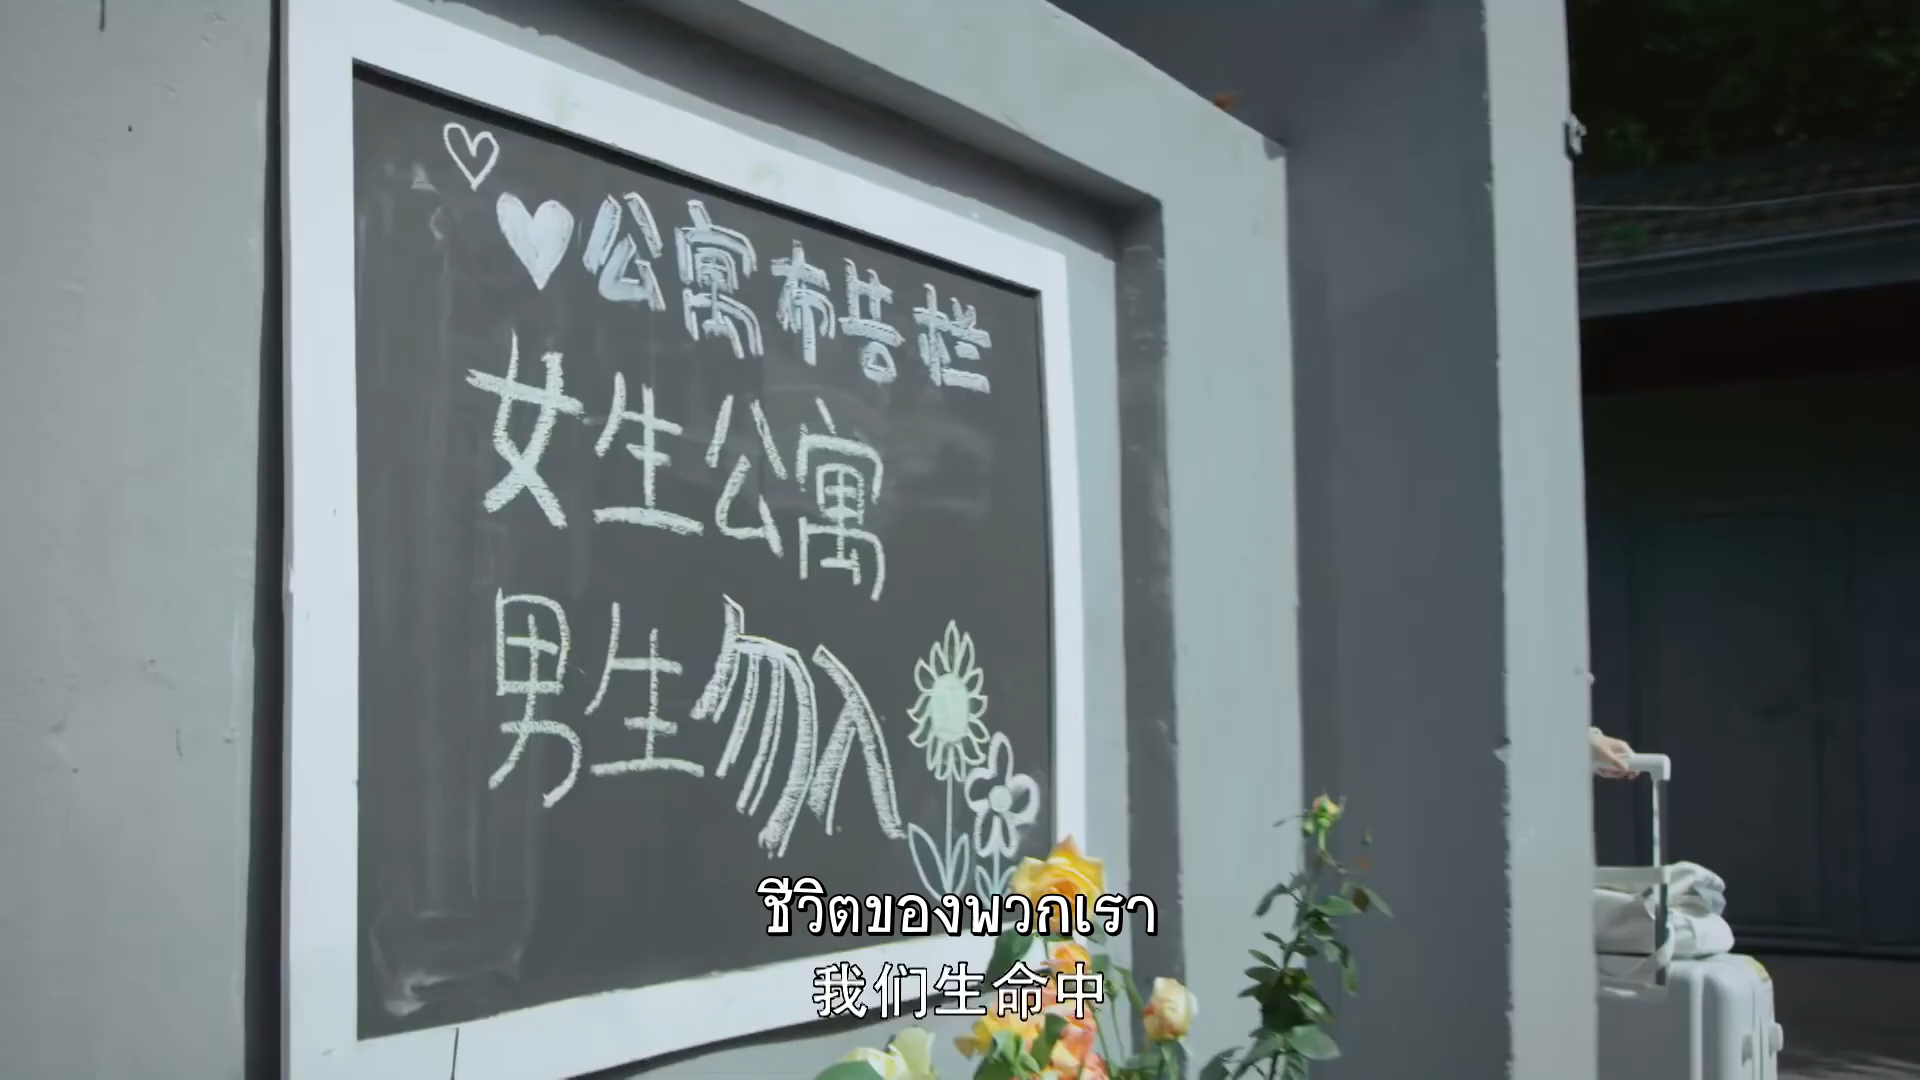 公寓布告栏
女生公寓
男生勿入
ชีวิตของพวกเรา
我们生命中